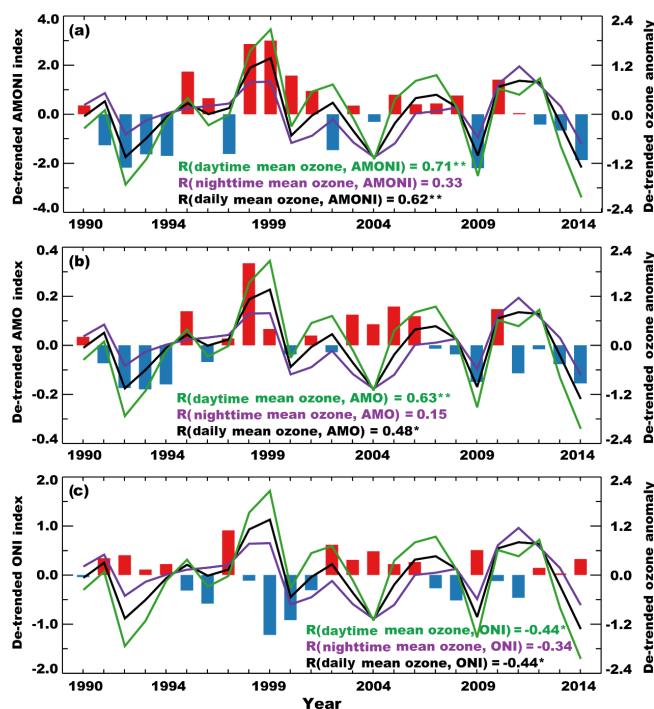 (a)
De-trended AMONI index
4.0
2.0
0.0
-2.0
-4.0
2.4
1.2
0.0
-1.2
-2.4
De-trended ozone anomaly
R(daytime mean ozone, AMONI) = 0.71**
R(nighttime mean ozone, AMONI) = 0.33
R(daily mean ozone, AMONI) = 0.62**
1990 1994 1999 2004 2009 2014
(b)
De-trended AMO index
0.4
0.2
0.0
-0.2
-0.4
2.4
1.2
0.0
-1.2
-2.4
De-trended ozone anomaly
R(daytime mean ozone, AMO) = 0.63**
R(nighttime mean ozone, AMO) = 0.15
R(daily mean ozone, AMO) = 0.48*
1990 1994 1999 2004 2009 2014
(c)
De-trended ONI index
2.0
1.0
0.0
-1.0
-2.0
2.4
1.2
0.0
-1.2
-2.4
De-trended ozone anomaly
R(daytime mean ozone, ONI) = -0.44*
R(nighttime mean ozone, ONI) = -0.34
R(daily mean ozone, ONI) = -0.44*
1990 1994 1999 2004 2009 2014
Year